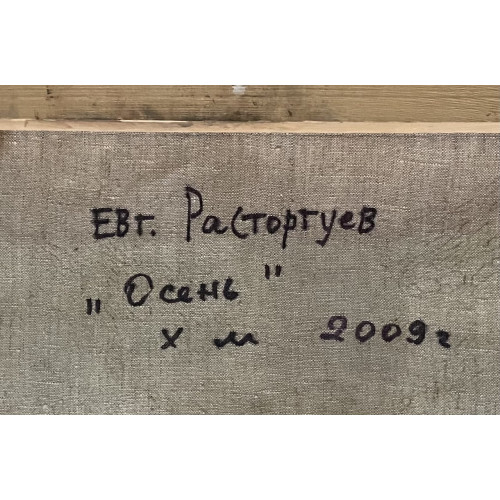 Евг. Расторгуев
„Осень"
х м 2009г